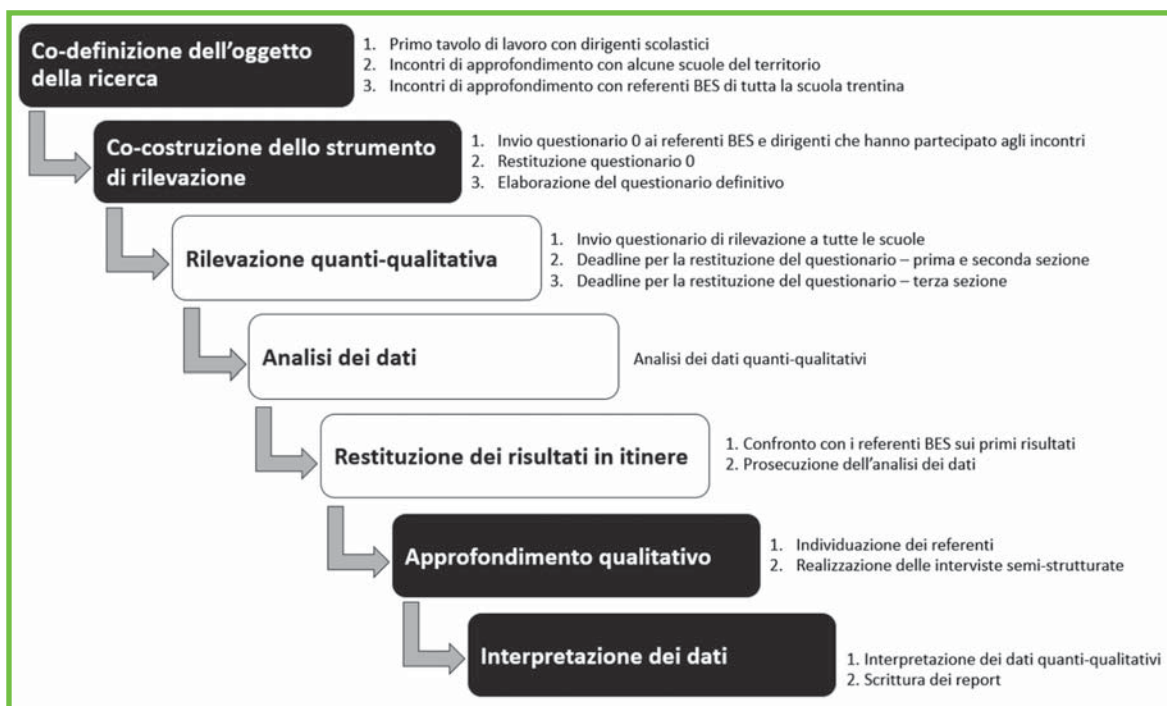 Co-definizione dell'oggetto
della ricerca
1. Primo tavolo di lavoro con dirigenti scolastici
2. Incontri di approfondimento con alcune scuole del territorio
3. Incontri di approfondimento con referenti BES di tutta la scuola trentina
Co-costruzione dello strumento
di rilevazione
1. Invio questionario 0 ai referenti BES e dirigenti che hanno partecipato agli incontri
2. Restituzione questionario 0
3. Elaborazione del questionario definitivo
Rilevazione quanti-qualitativa
1. Invio questionario di rilevazione a tutte le scuole
2. Deadline per la restituzione del questionario – prima e seconda sezione
3. Deadline per la restituzione del questionario – terza sezione
Analisi dei dati
Analisi dei dati quanti-qualitativi
Restituzione dei risultati in itinere
1. Confronto con i referenti BES sui primi risultati
2. Prosecuzione dell'analisi dei dati
Approfondimento qualitativo
1. Individuazione dei referenti
2. Realizzazione delle interviste semi-strutturate
Interpretazione dei dati
1. Interpretazione dei dati quanti-qualitativi
2. Scrittura dei report